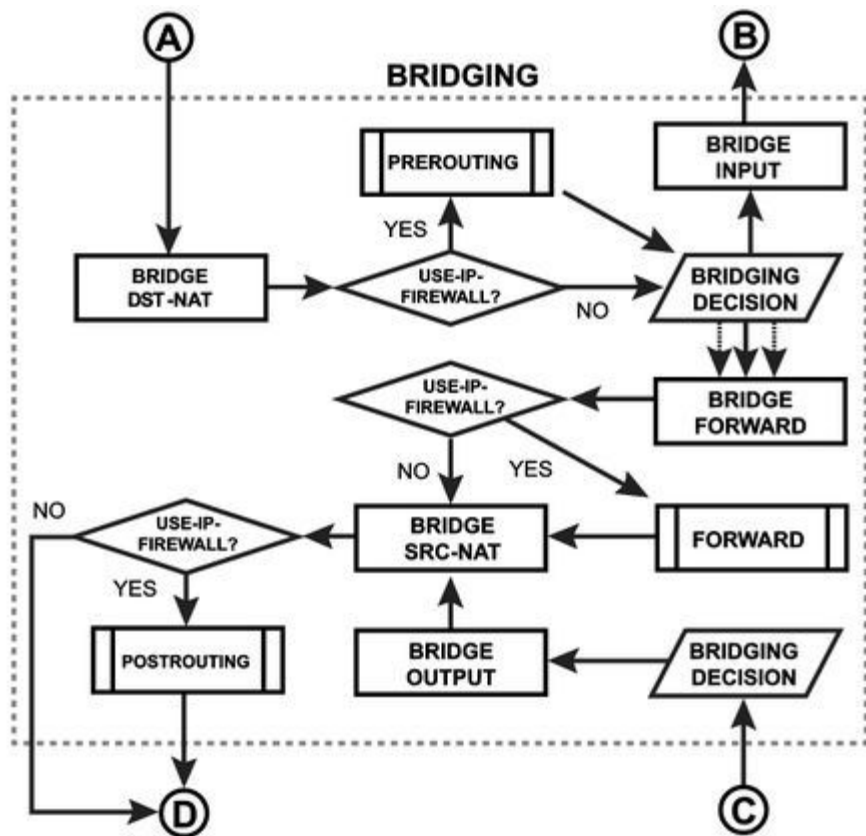 A
B
BRIDGING
PREROUTING
BRIDGE
INPUT
YES
BRIDGE
DST-NAT
USE-IP-
FIREWALL?
NO
BRIDGING
DECISION
USE-IP-
FIREWALL?
BRIDGE
FORWARD
NO
YES
NO
USE-IP-
FIREWALL?
BRIDGE
SRC-NAT
FORWARD
YES
POSTROUTING
BRIDGE
OUTPUT
BRIDGING
DECISION
D
C